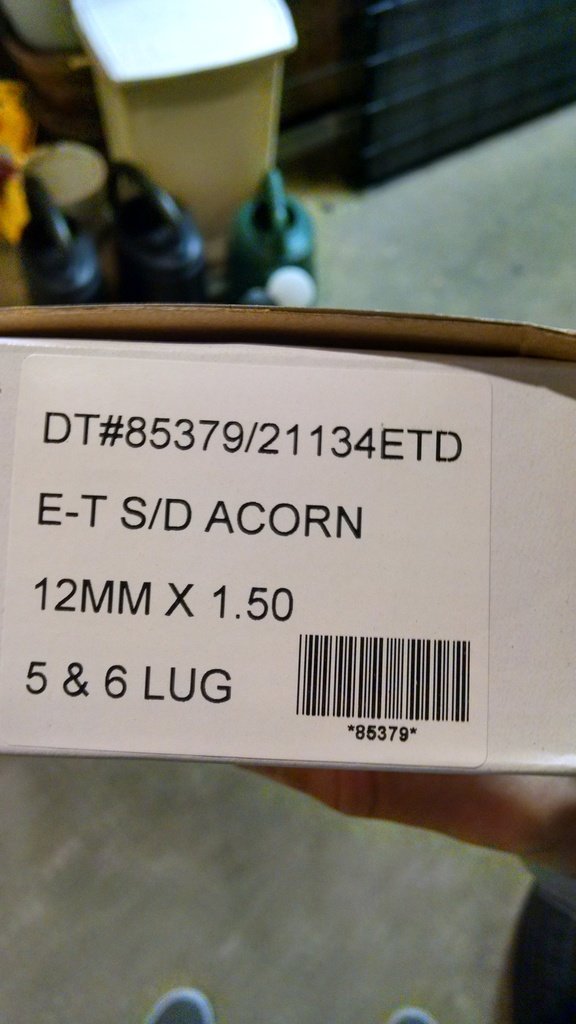 DT#85379/21134ETD
E-T S/D ACORN
12MM X 1.50
5 & 6 LUG
*85379*